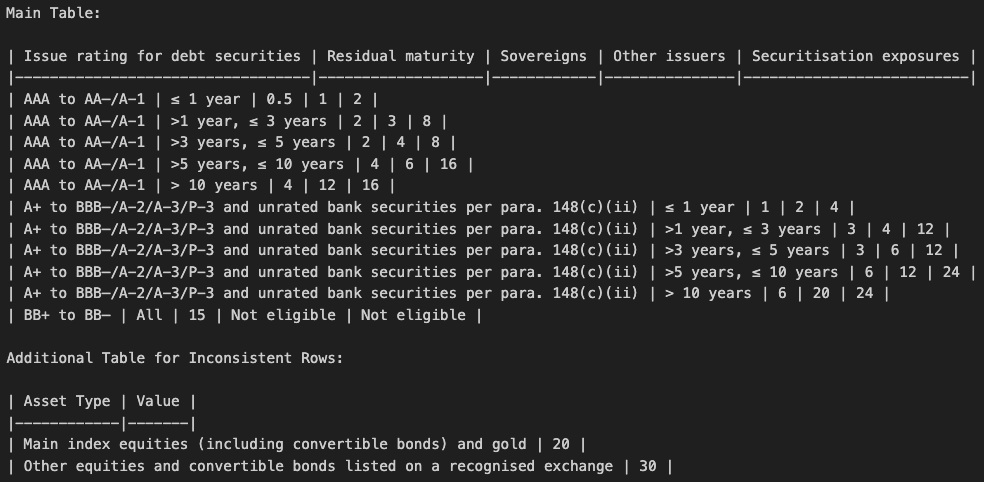 Main Table:
| Issue rating for debt securities | Residual maturity | Sovereigns | Other issuers | Securitisation exposures |
|----------------------------------|-------------------|------------|---------------|--------------------------|
| AAA to AA–/A–1 | ≤ 1 year | 0.5 | 1 | 2 |
| AAA to AA–/A–1 | >1 year, ≤ 3 years | 2 | 3 | 8 |
| AAA to AA–/A–1 | >3 years, ≤ 5 years | 2 | 4 | 8 |
| AAA to AA–/A–1 | >5 years, ≤ 10 years | 4 | 6 | 16 |
| AAA to AA–/A–1 | > 10 years | 4 | 12 | 16 |
| A+ to BBB–/A–2/A–3/P–3 and unrated bank securities per para. 148(c)(ii) | ≤ 1 year | 1 | 2 | 4 |
| A+ to BBB–/A–2/A–3/P–3 and unrated bank securities per para. 148(c)(ii) | >1 year, ≤ 3 years | 3 | 4 | 12 |
| A+ to BBB–/A–2/A–3/P–3 and unrated bank securities per para. 148(c)(ii) | >3 years, ≤ 5 years | 3 | 6 | 12 |
| A+ to BBB–/A–2/A–3/P–3 and unrated bank securities per para. 148(c)(ii) | >5 years, ≤ 10 years | 6 | 12 | 24 |
| A+ to BBB–/A–2/A–3/P–3 and unrated bank securities per para. 148(c)(ii) | > 10 years | 6 | 20 | 24 |
| BB+ to BB– | All | 15 | Not eligible | Not eligible |
Additional Table for Inconsistent Rows:
| Asset Type | Value |
|------------|-------|
| Main index equities (including convertible bonds) and gold | 20 |
| Other equities and convertible bonds listed on a recognised exchange | 30 |